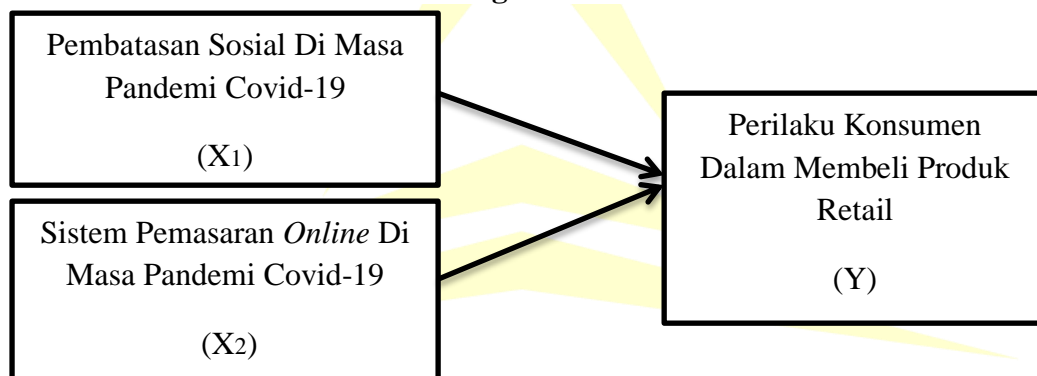 Pembatasan Sosial Di Masa
Pandemi Covid-19
(X1)
Sistem Pemasaran Online Di
Masa Pandemi Covid-19
(X2)
Perilaku Konsumen
Dalam Membeli Produk
Retail
(Y)